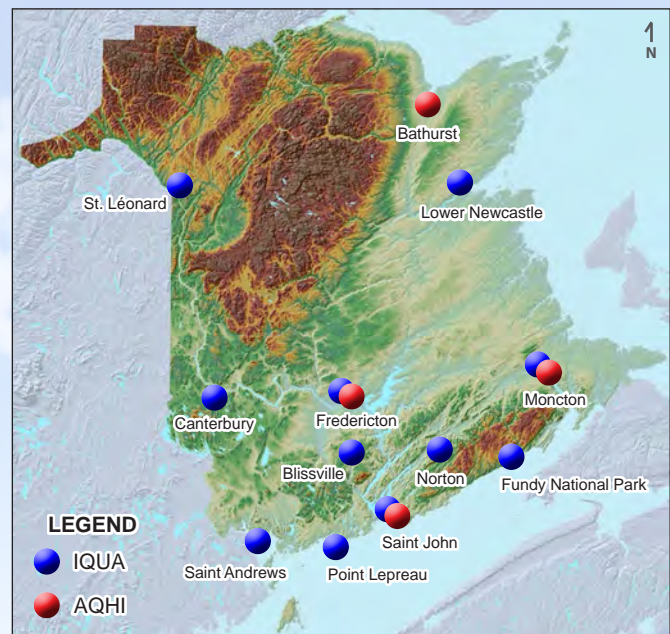 N
Bathurst
St. Léonard
Lower Newcastle
Moncton
Canterbury
Fredericton
Blissville
Norton
Fundy National Park
LEGEND
IQUA
AQHI
Saint John
Saint Andrews
Point Lepreau